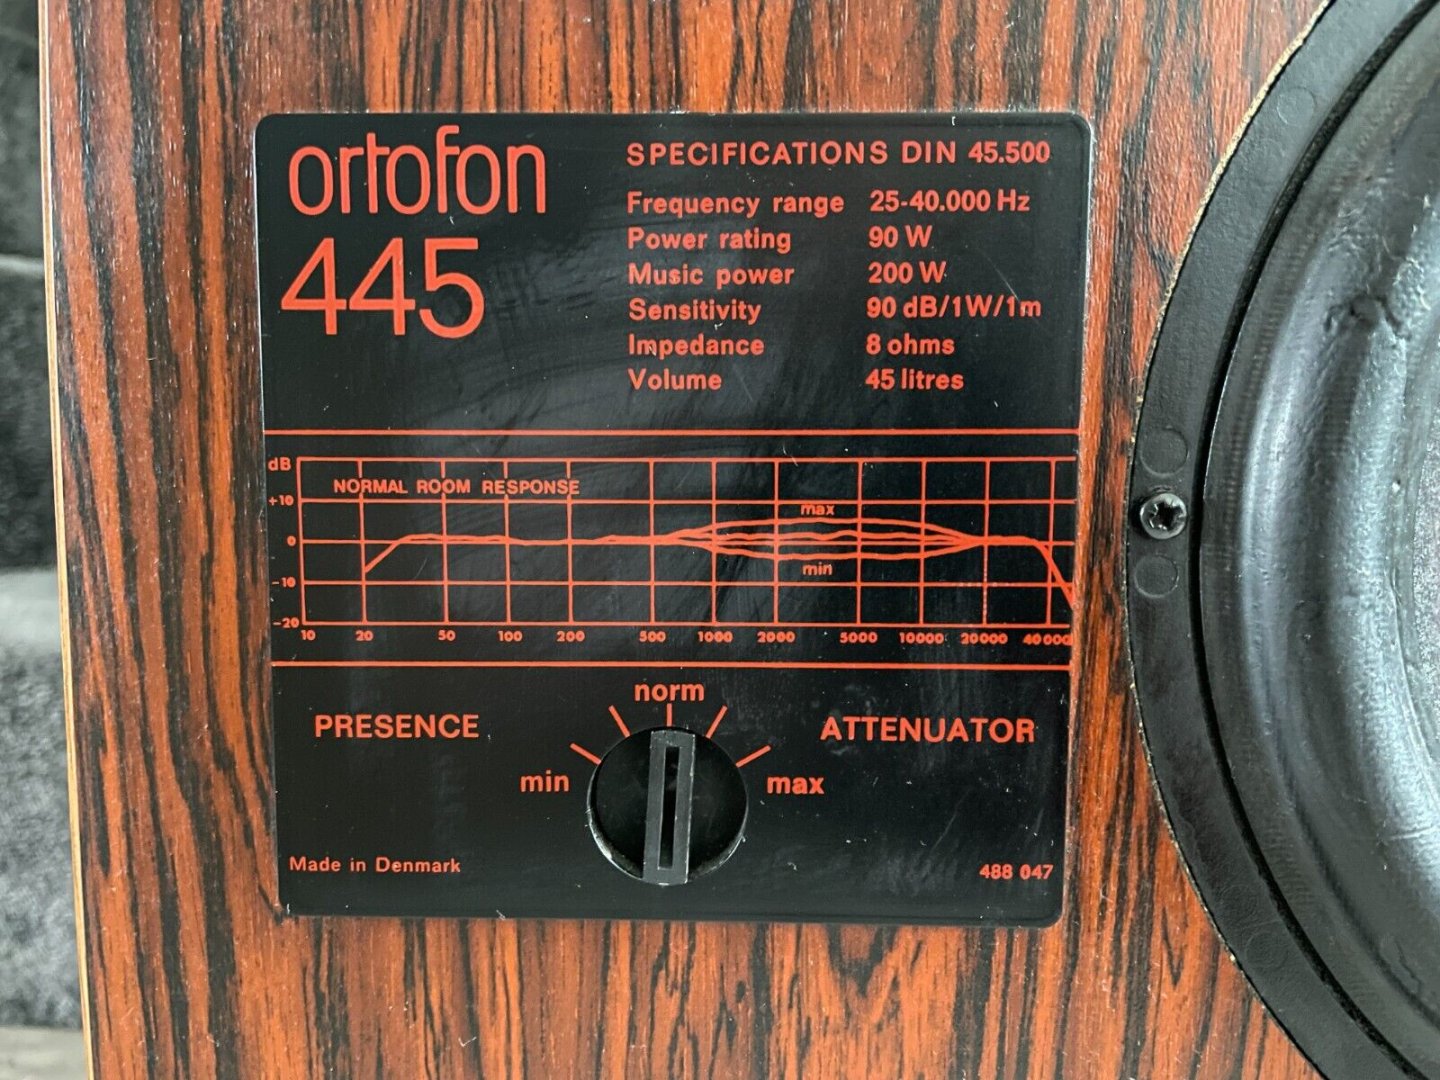 ortofon
445
SPECIFICATIONS DIN 45.500
Frequency range 25-40.000 Hz
Power rating 90 W
Music power 200 W
Sensitivity 90 dB/1W/1m
Impedance 8 ohms
Volume 45 litres
dB
NORMAL ROOM RESPONSE
+10
max
0
min
-10
-20
10 20 50 100 200 500 1000 2000 5000 10000 20000 40000
norm
PRESENCE ATTENUATOR
min max
Made in Denmark 488 047